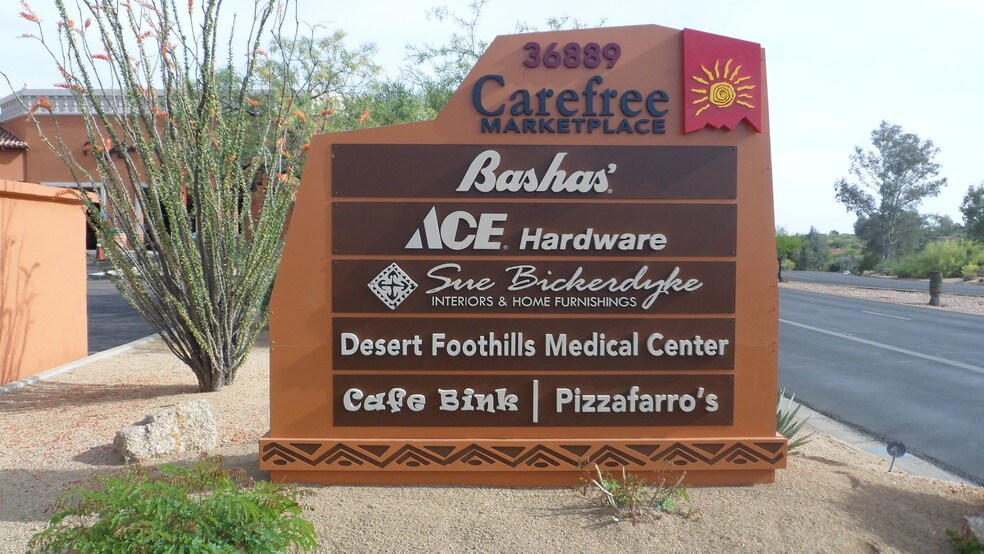 36889
Carefree
MARKETPLACE
Bashas'®
ACE® Hardware
Sue Bickerdyke
INTERIORS & HOME FURNISHINGS
Desert Foothills Medical Center
Cafe Bink | Pizzafarro's